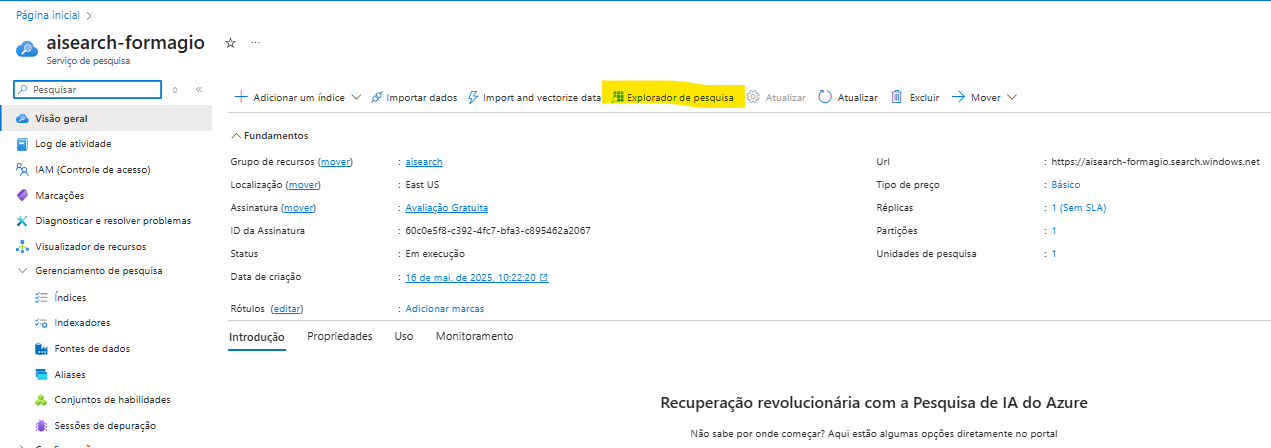 Página inicial >
aisearch-formagio ☆ ...
Serviço de pesquisa
Pesquisar
Adicionar um índice Importar dados Import and vectorize data Explorador de pesquisa Atualizar Atualizar Excluir Mover
Visão geral
Log de atividade
IAM (Controle de acesso)
Marcações
Diagnosticar e resolver problemas
Visualizador de recursos
Gerenciamento de pesquisa
Índices
Indexadores
Fontes de dados
Aliases
Conjuntos de habilidades
Sessões de depuração
Fundamentos
Grupo de recursos (mover) : aisearch
Localização (mover) : East US
Assinatura (mover) : Avaliação Gratuita
ID da Assinatura : 60c0e5f8-c392-4fc7-bfa3-c895462a2067
Status : Em execução
Data de criação : 16 de mai. de 2025, 10:22:20
Rótulos (editar) : Adicionar marcas
Url : https://aisearch-formagio.search.windows.net
Tipo de preço : Básico
Réplicas : 1 (Sem SLA)
Partições : 1
Unidades de pesquisa : 1
Introdução Propriedades Uso Monitoramento
Recuperação revolucionária com a Pesquisa de IA do Azure
Não sabe por onde começar? Aqui estão algumas opções diretamente no portal